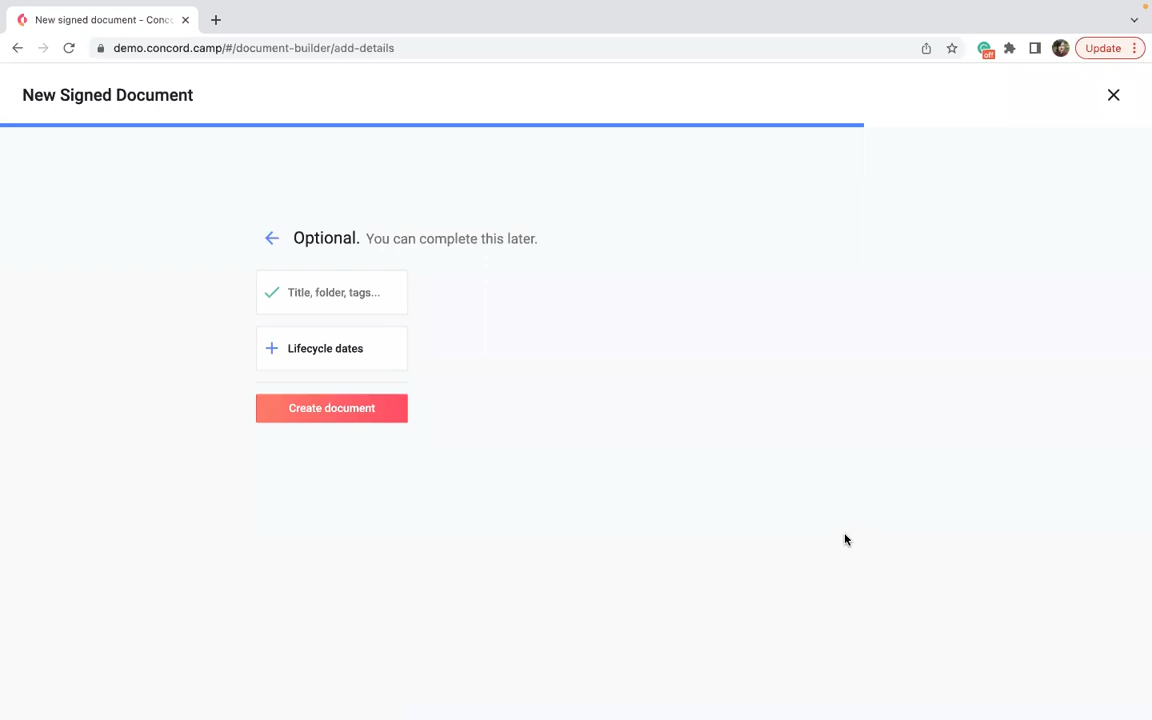 New signed document - Conc
demo.concord.camp/#/document-builder/add-details
off
Update
New Signed Document
Optional. You can complete this later.
Title, folder, tags...
Lifecycle dates
Create document